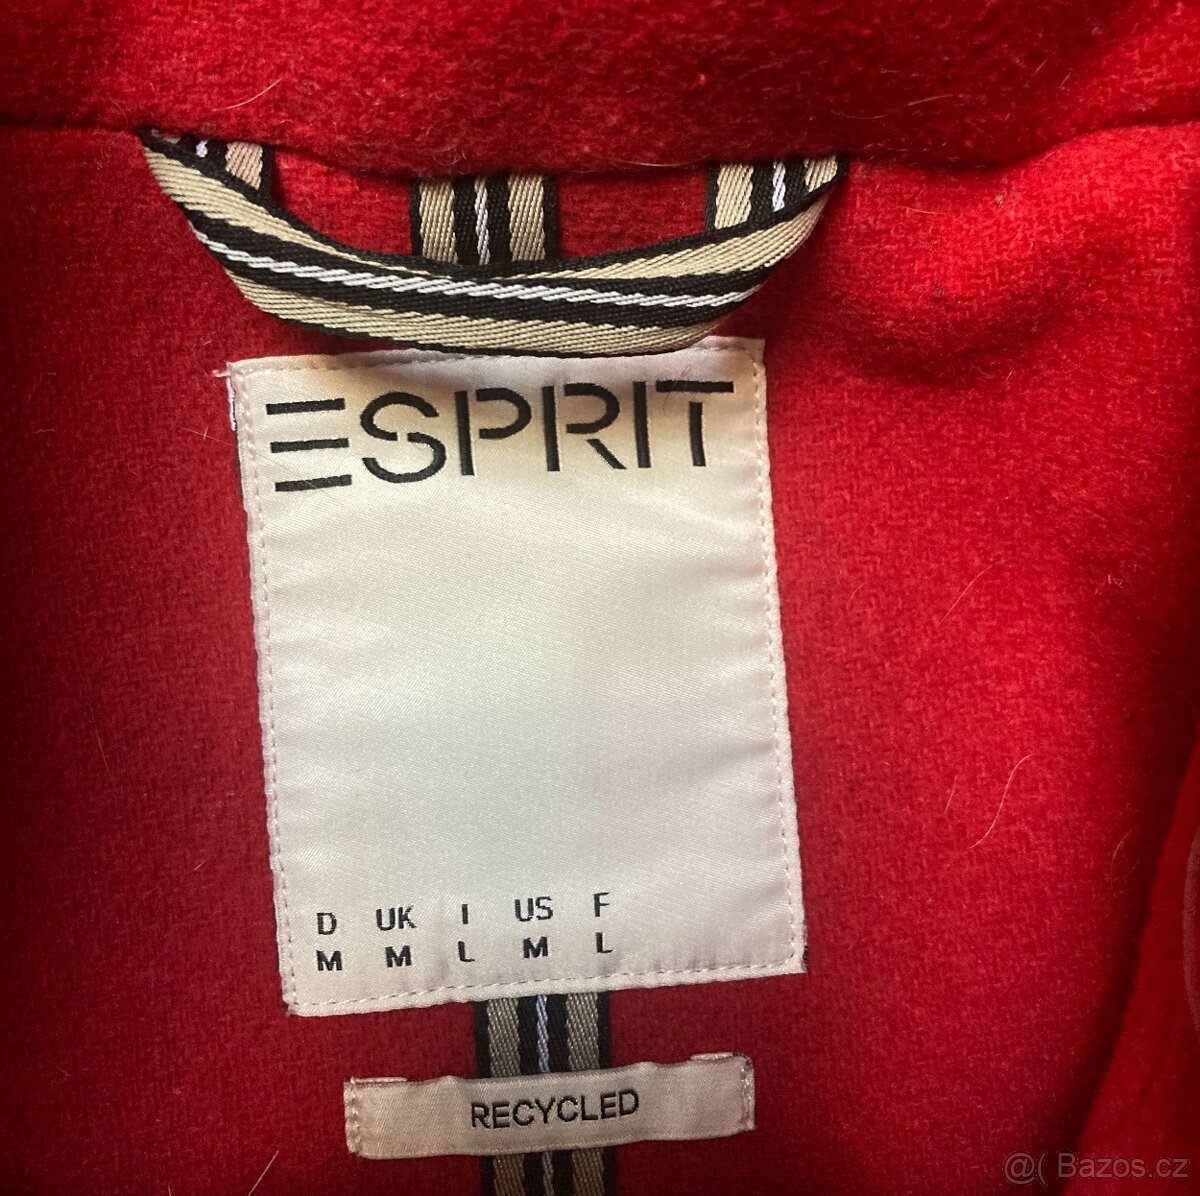 ESPRIT
D UK I US F
M M L M L
RECYCLED
@( Bazos.cz